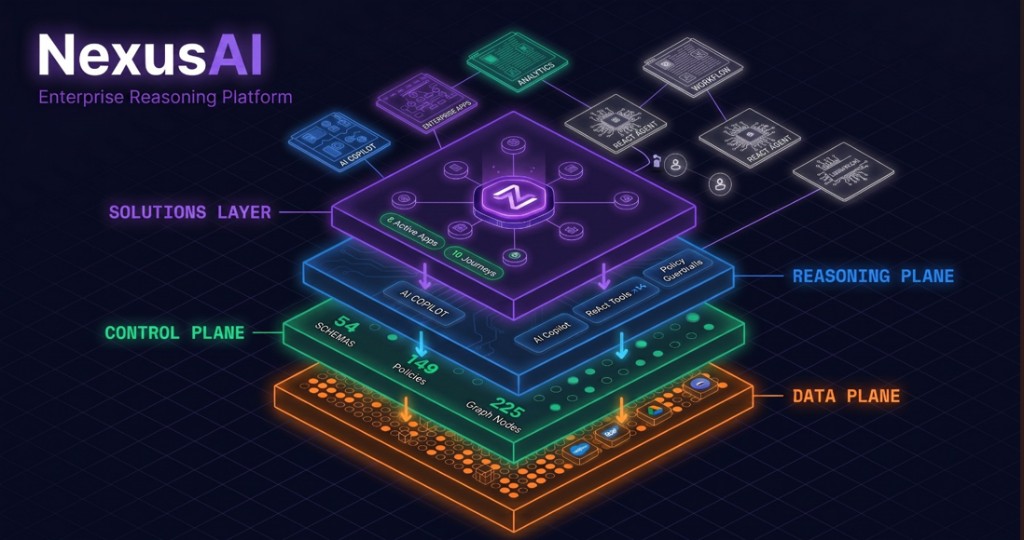 NexusAI
Enterprise Reasoning Platform
ANALYTICS
WORKFLOW
ENTERPRISE APPS
REACT AGENT
REACT AGENT
AI COPILOT
SOLUTIONS LAYER
8 Active Apps
10 Journeys
Policy
REASONING PLANE
AI COPILOT
ReAct Tools ×14
AI Copilot
CONTROL PLANE
54
SCHEMAS
149
Policies
225
Graph Nodes
DATA PLANE